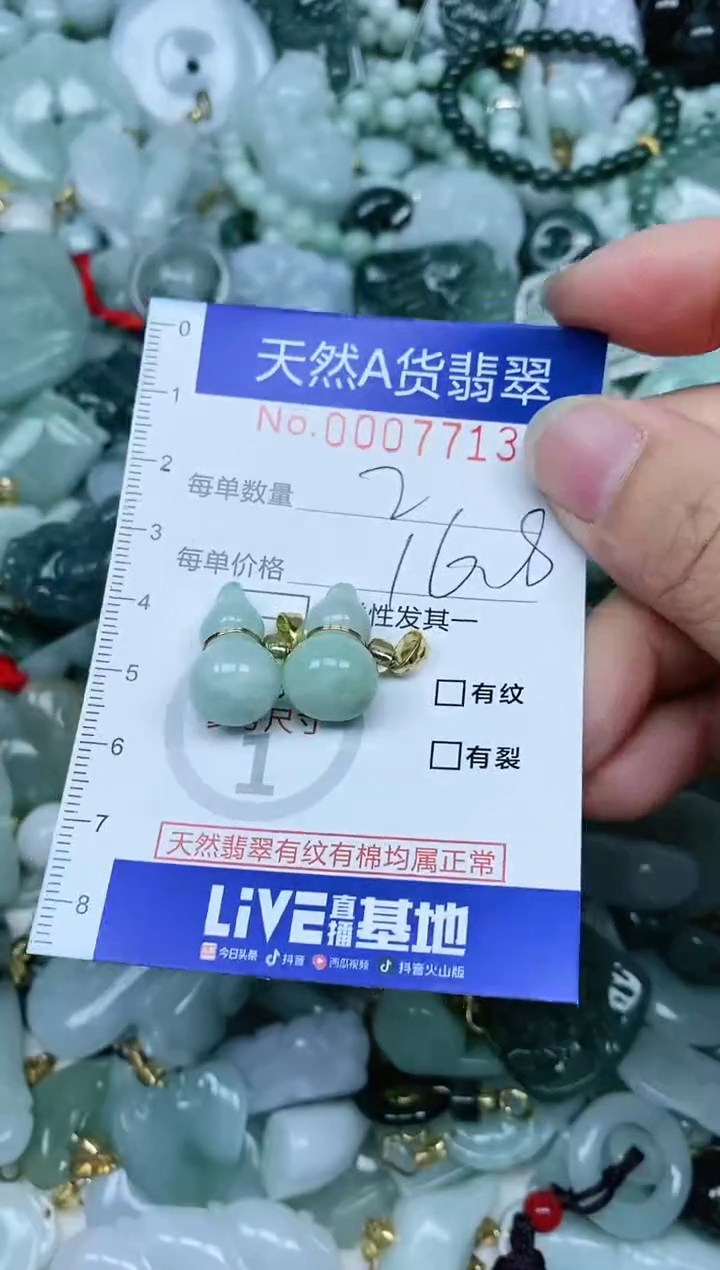 天然A货翡翠
No.0007713
每单数量 2
每单价格 168
性发其一
有纹
有裂
尺寸
1
天然翡翠有纹有棉均属正常
LiVE直播基地
今日头条 抖音 西瓜视频 抖音火山版
0
1
2
3
4
5
6
7
8